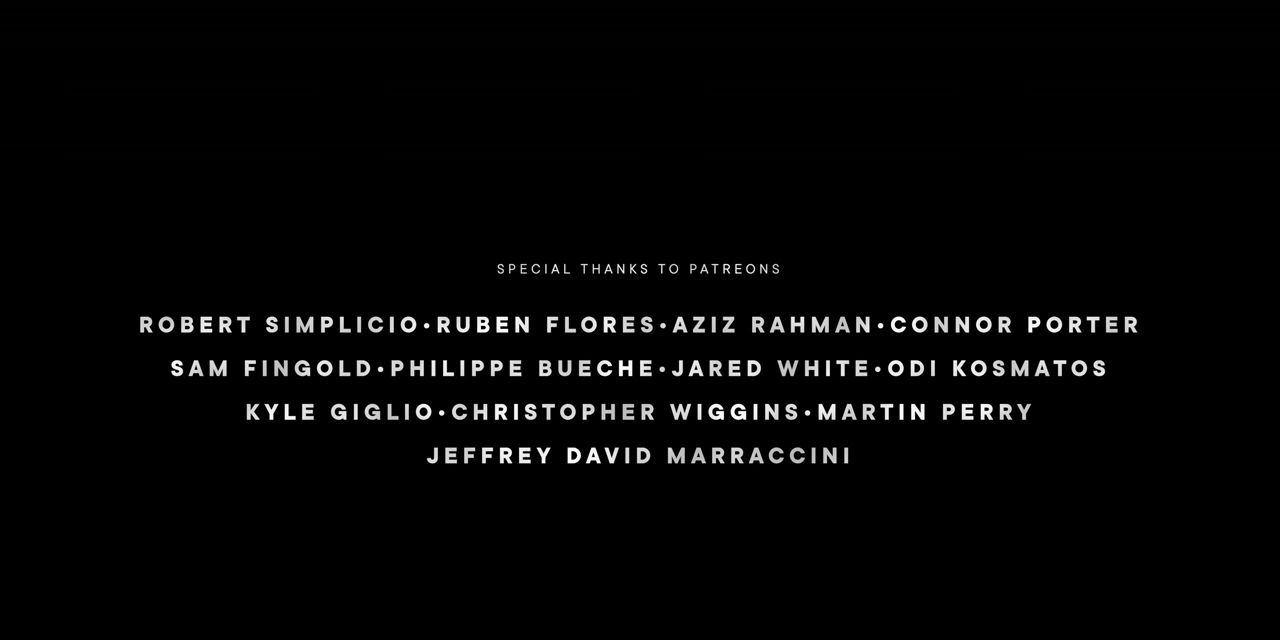 SPECIAL THANKS TO PATREONS
ROBERT SIMPLICIO•RUBEN FLORES•AZIZ RAHMAN•CONNOR PORTER
SAM FINGOLD•PHILIPPE BUECHE•JARED WHITE•ODI KOSMATOS
KYLE GIGLIO•CHRISTOPHER WIGGINS•MARTIN PERRY
JEFFREY DAVID MARRACCINI